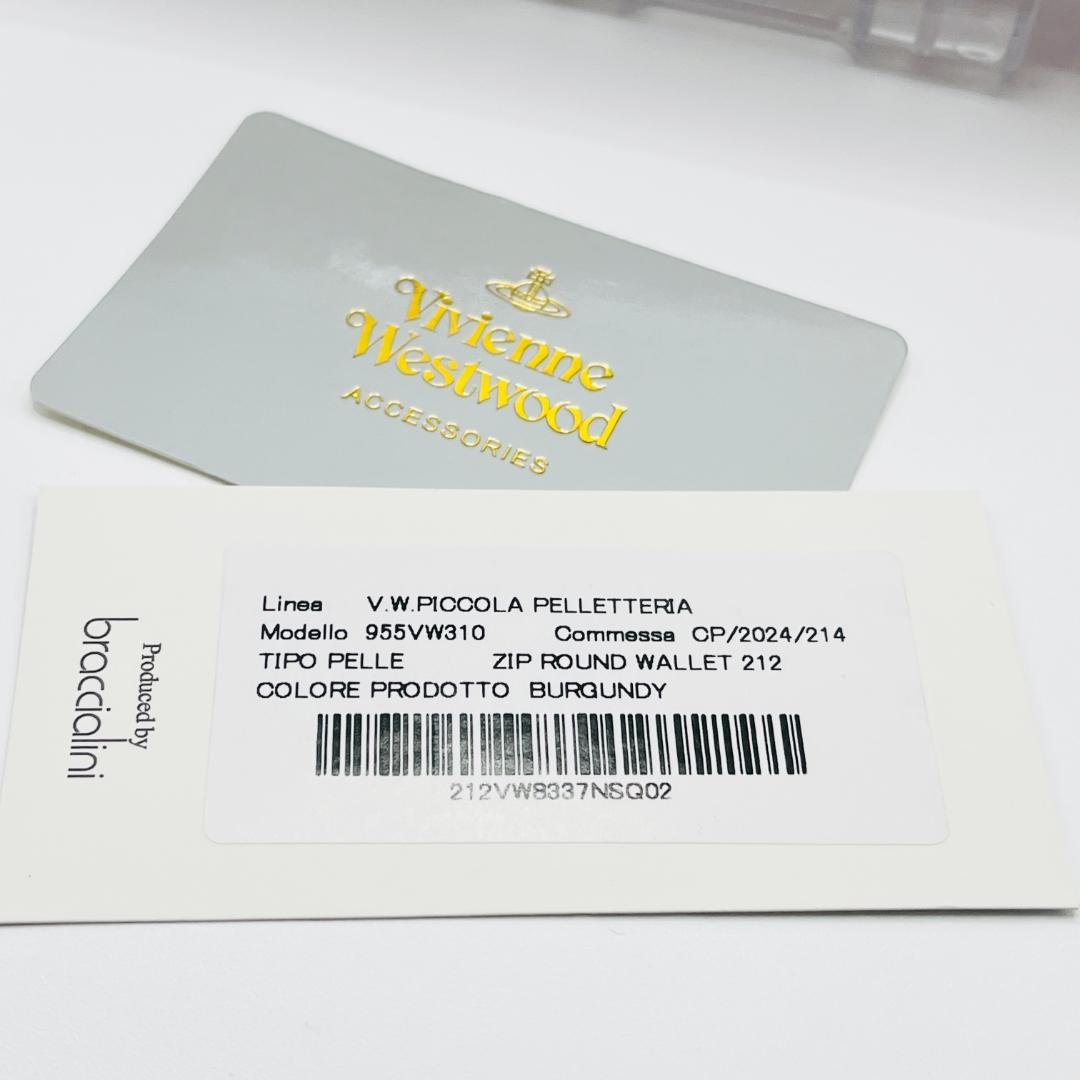 Vivienne
Westwood
ACCESSORIES
Linea V.W.PICCOLA PELLETTERIA
Modello 955VW310 Commessa CP/2024/214
TIPO PELLE ZIP ROUND WALLET 212
COLORE PRODOTTO BURGUNDY
212VW8337NSQ02
Produced by
braccialini